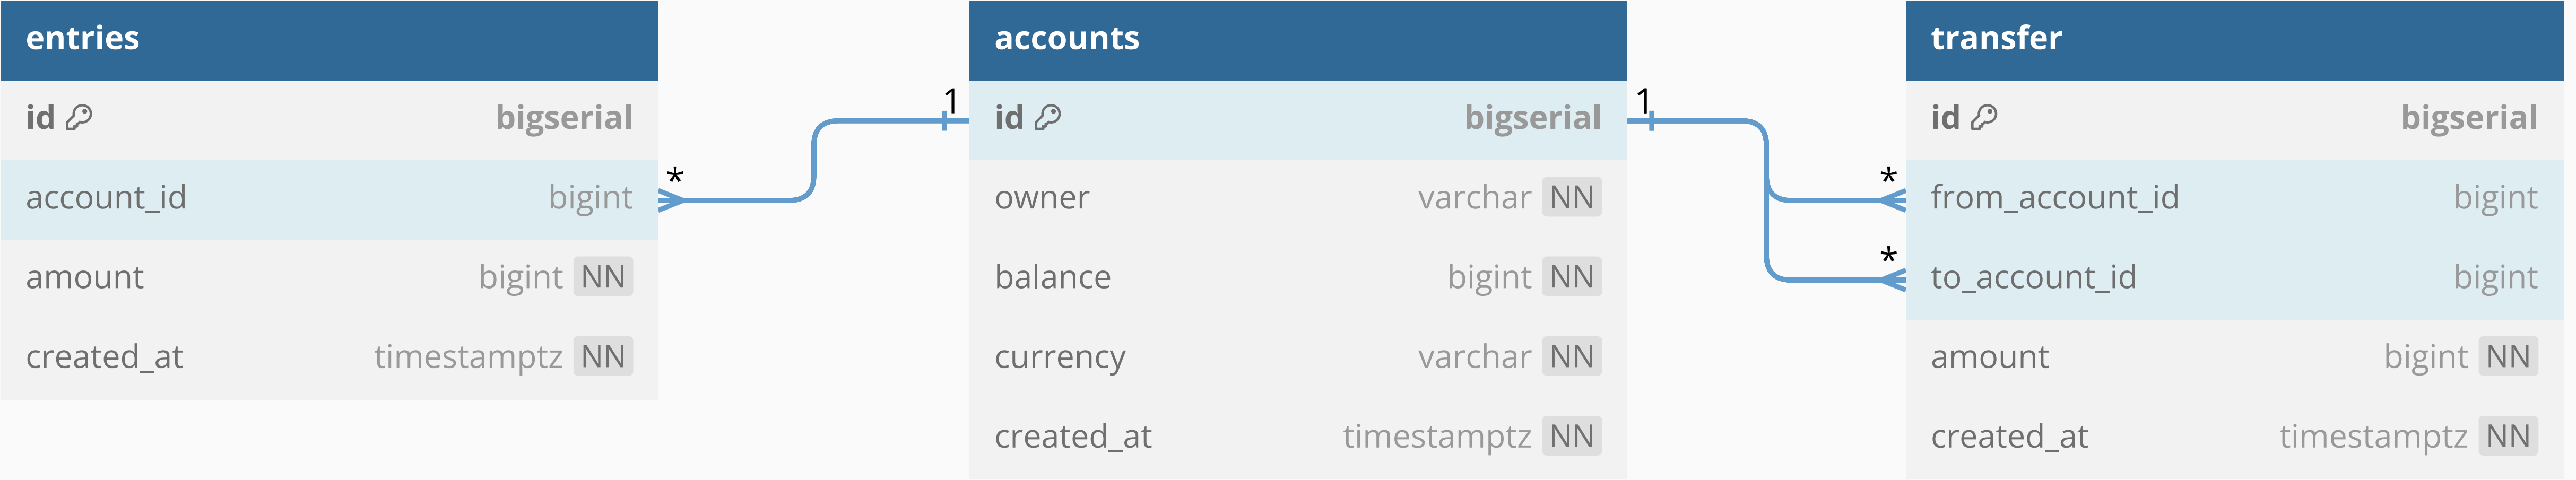 entries
id bigserial
account_id bigint
amount bigint NN
created_at timestamptz NN
*
1
accounts
id bigserial
owner varchar NN
balance bigint NN
currency varchar NN
created_at timestamptz NN
1
*
*
transfer
id bigserial
from_account_id bigint
to_account_id bigint
amount bigint NN
created_at timestamptz NN